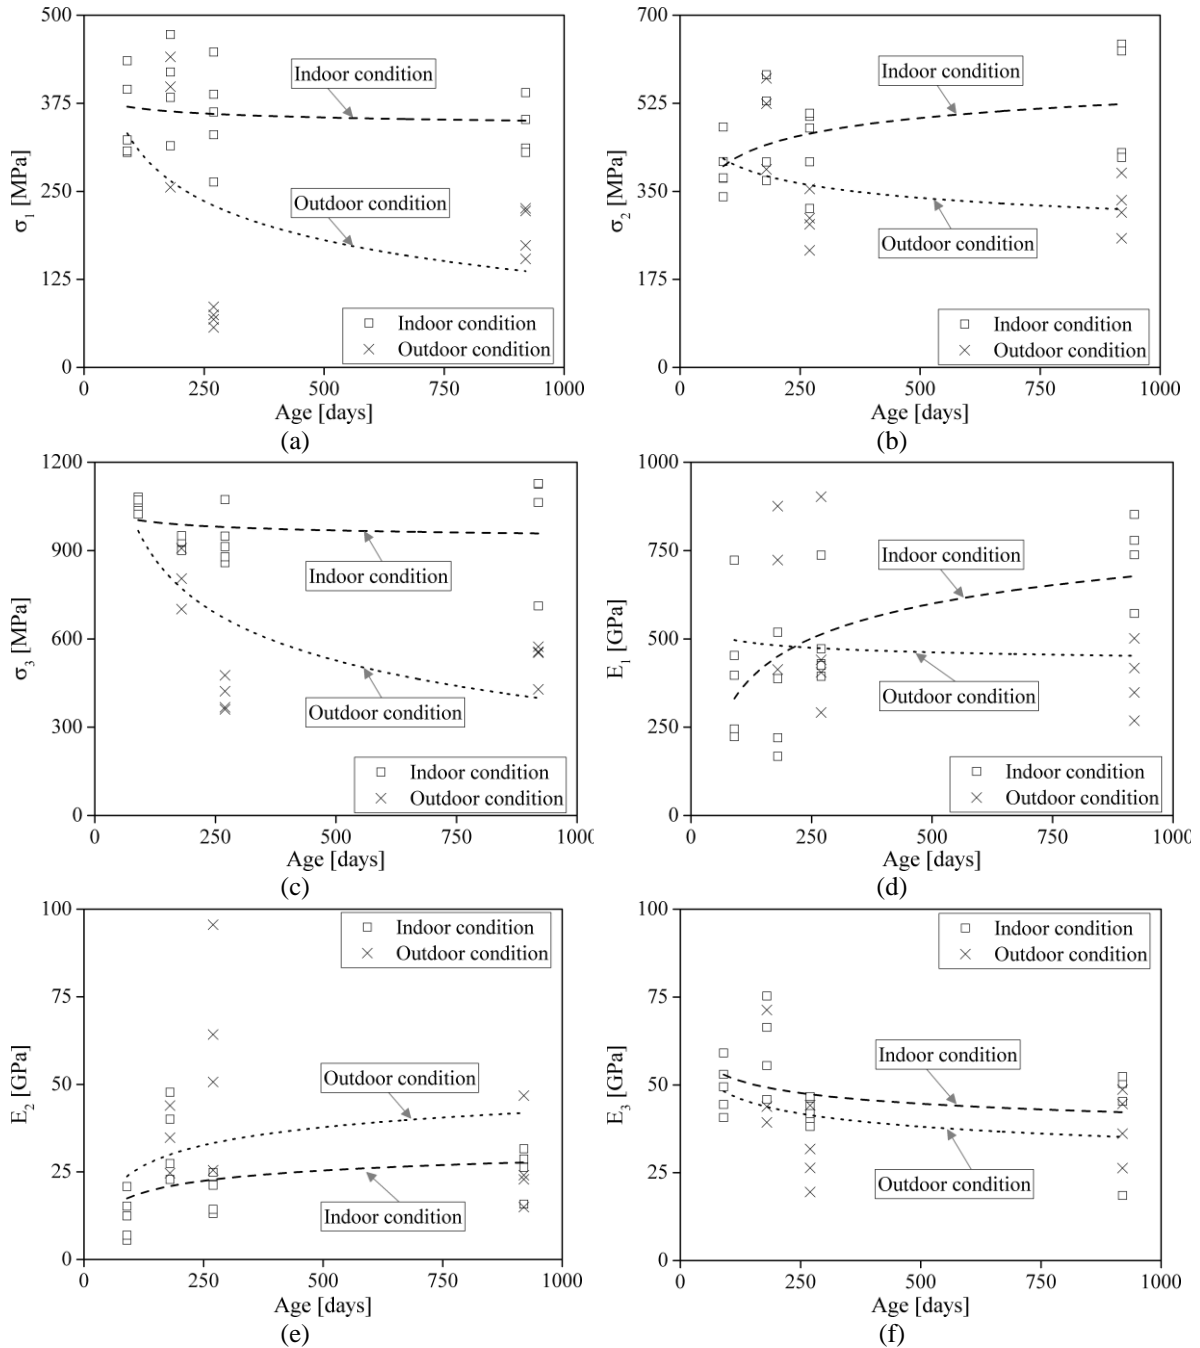 500
375
250
125
0
σ1 [MPa]
Indoor condition
Outdoor condition
Indoor condition
Outdoor condition
0 250 500 750 1000
Age [days]
(a)
700
525
350
175
0
σ2 [MPa]
Indoor condition
Outdoor condition
Indoor condition
Outdoor condition
0 250 500 750 1000
Age [days]
(b)
1200
900
600
300
0
σ3 [MPa]
Indoor condition
Outdoor condition
Indoor condition
Outdoor condition
0 250 500 750 1000
Age [days]
(c)
1000
750
500
250
0
E1 [GPa]
Indoor condition
Outdoor condition
Indoor condition
Outdoor condition
0 250 500 750 1000
Age [days]
(d)
100
75
50
25
0
E2 [GPa]
Indoor condition
Outdoor condition
Outdoor condition
Indoor condition
0 250 500 750 1000
Age [days]
(e)
100
75
50
25
0
E3 [GPa]
Indoor condition
Outdoor condition
Indoor condition
Outdoor condition
0 250 500 750 1000
Age [days]
(f)